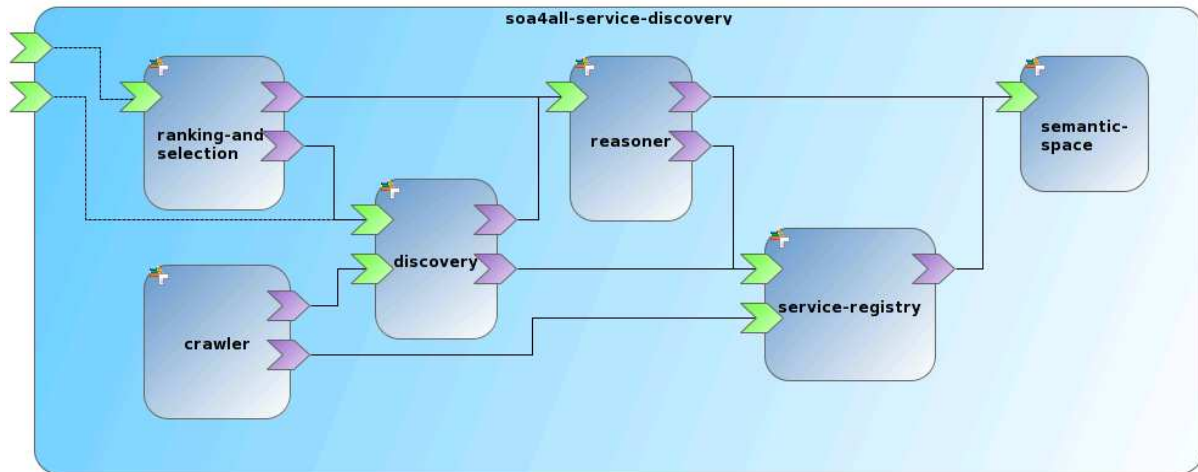 soa4all-service-discovery
ranking-and
selection
reasoner
semantic-
space
discovery
service-registry
crawler